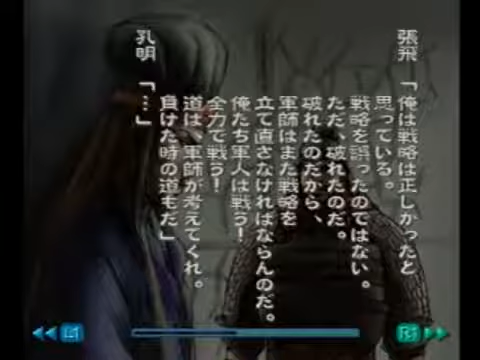 張飛「俺は戦略は正しかったと
思っている。
戦略を誤ったのではない。
ただ、破れたのだ。
破れたのだから、
軍師はまた戦略を
立て直さなければならんのだ。
俺たち軍人は戦う！
全力で戦う！
道は、軍師が考えてくれ。
負けた時の道もだ」
孔明「…」
L1
R1